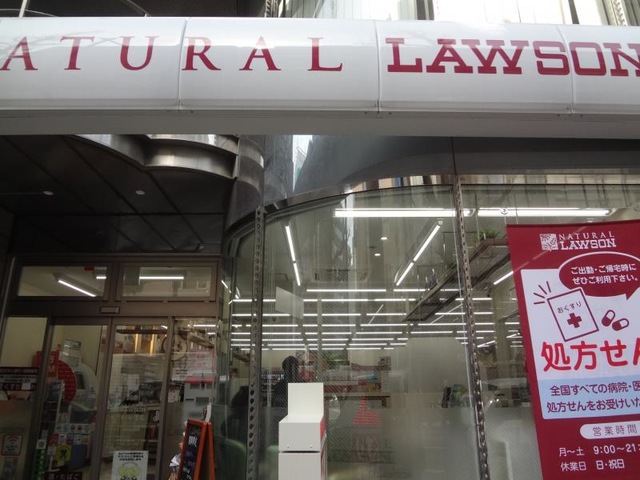 NATURAL LAWSON
NATURAL
LAWSON
ご出勤・ご帰宅時に
ぜひご利用下さい。
おくすり
処方せん
全国すべての病院・医
処方せんをお受けいた
営業時間
月〜土 9:00〜21:
休業日 日・祝日